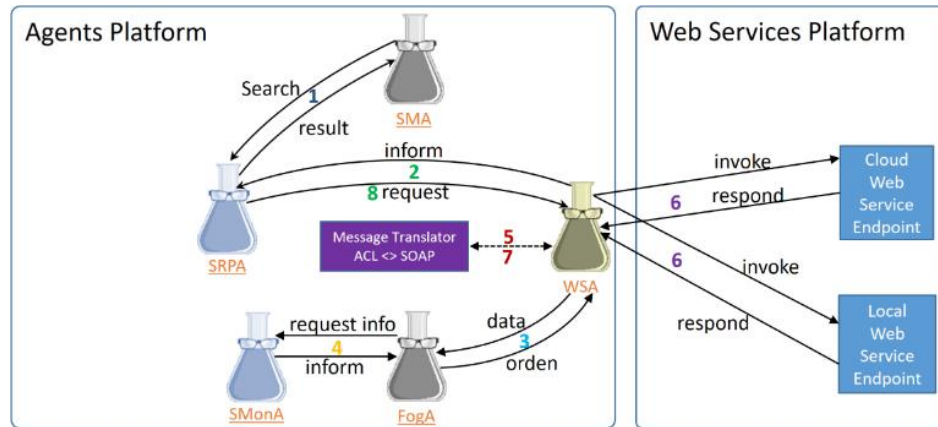 Agents Platform
Web Services Platform
Search
1
result
SMA
inform
2
8 request
SRPA
Message Translator
ACL <> SOAP
5
7
WSA
invoke
6
respond
Cloud
Web
Service
Endpoint
6
invoke
respond
Local
Web
Service
Endpoint
request info
4
inform
data
3
orden
SMonA
FogA